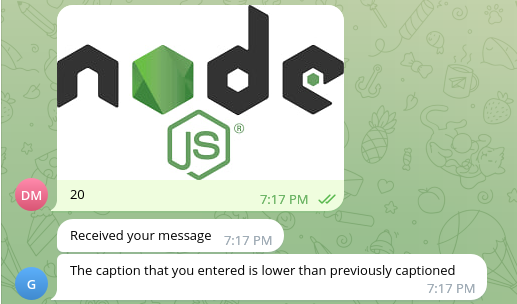 node
JS®
DM
20
7:17 PM
Received your message
7:17 PM
G
The caption that you entered is lower than previously captioned
7:17 PM